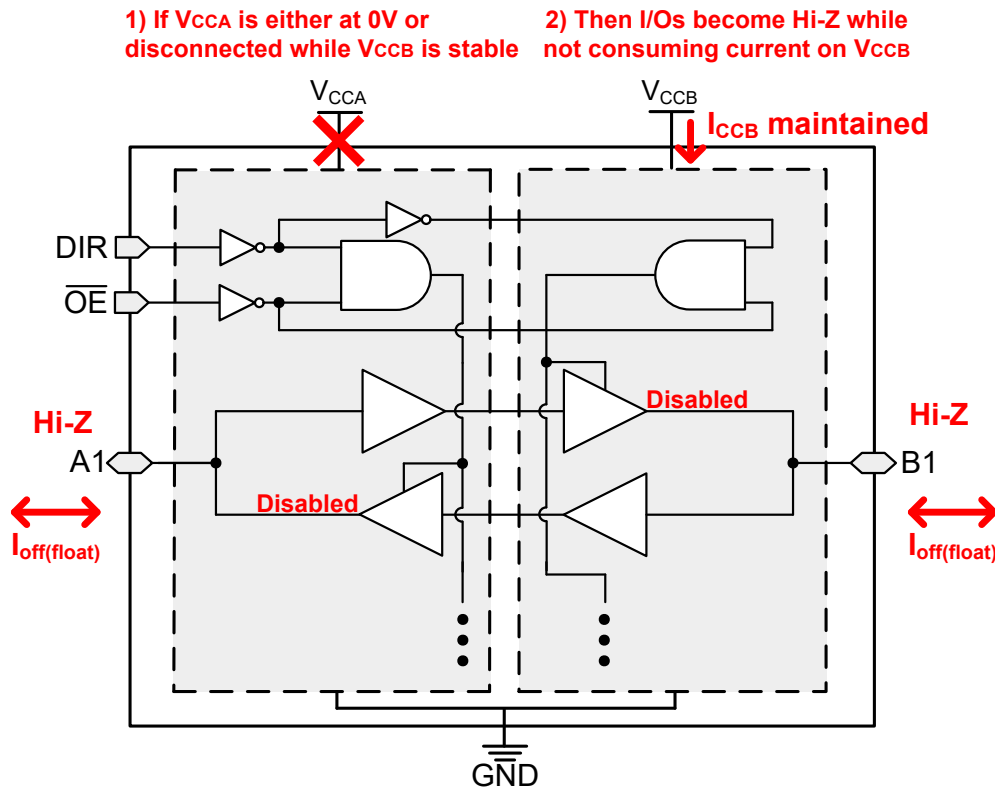 1) If VCCA is either at 0V or
disconnected while VCCB is stable
2) Then I/Os become Hi-Z while
not consuming current on VCCB
VCCA
VCCB
ICCB maintained
DIR
OE
Disabled
Hi-Z
Hi-Z
A1
B1
Disabled
Ioff(float)
Ioff(float)
GND